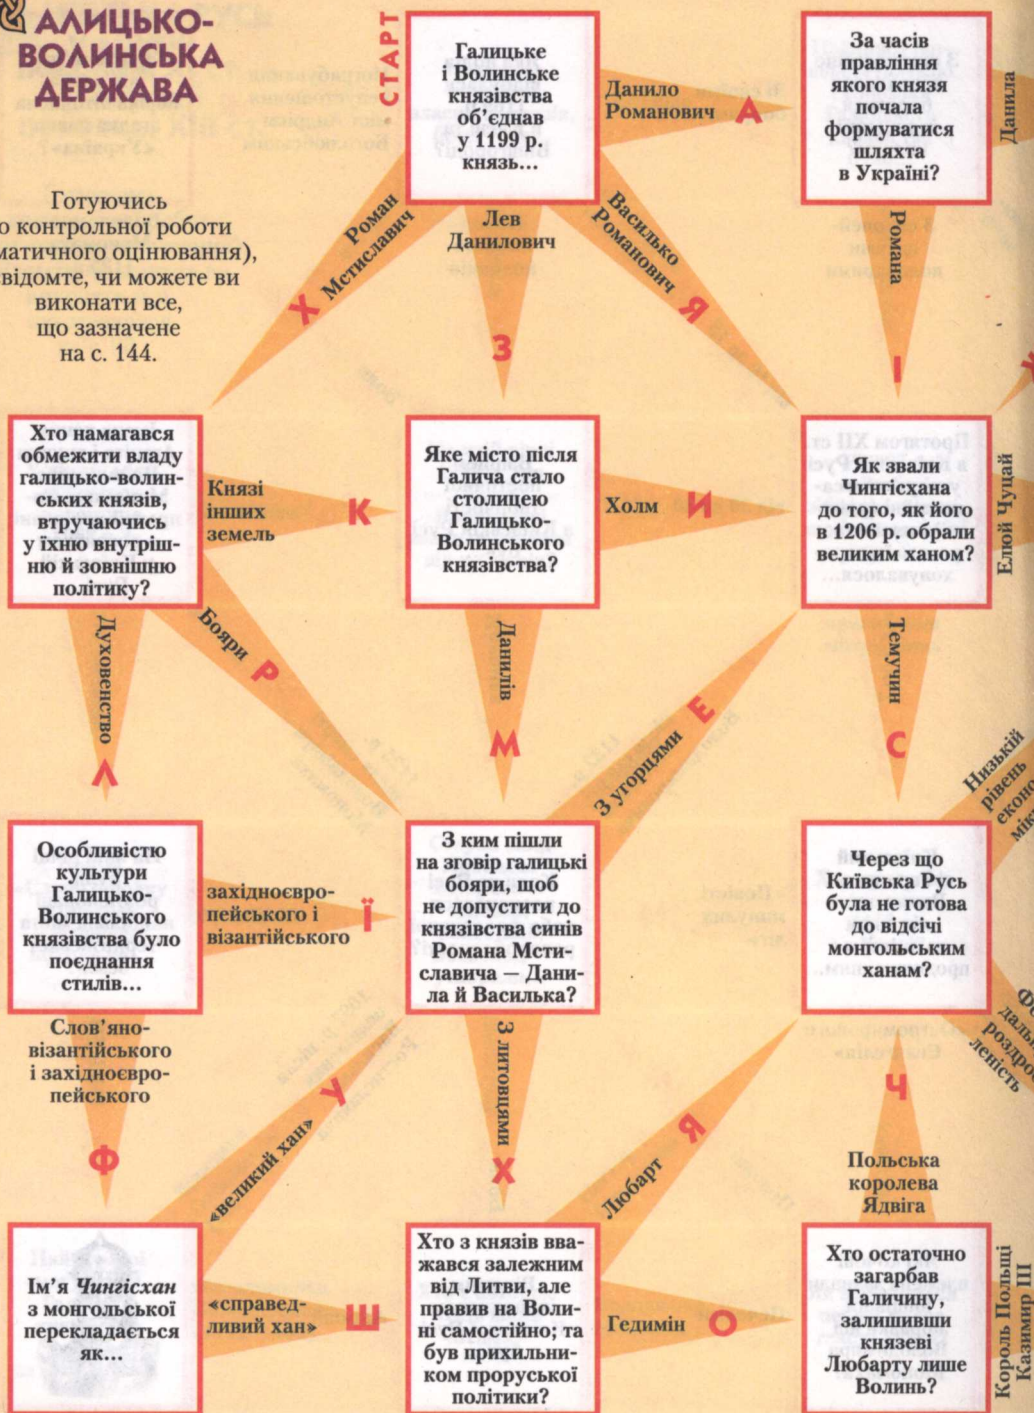 АЛИЦЬКО-
ВОЛИНСЬКА
ДЕРЖАВА
Готуючись
о контрольної роботи
матичного оцінювання),
відомте, чи можете ви
виконати все,
що зазначене
на с. 144.
СТАРТ
Галицьке
і Волинське
князівства
об'єднав
у 1199 р.
князь...
Данило
Романович
А
Роман
Мстиславич
Х
Лев
Данилович
З
Василько
Романович
Я
За часів
правління
якого князя
почала
формуватися
шляхта
в Україні?
Данила
Романа
І
Хто намагався
обмежити владу
галицько-волин-
ських князів,
втручаючись
у їхню внутріш-
ню й зовнішню
політику?
Князі
інших
земель
К
Духовенство
Л
Бояри
Р
Яке місто після
Галича стало
столицею
Галицько-
Волинського
князівства?
Холм
И
Данилів
М
Як звали
Чингісхана
до того, як його
в 1206 р. обрали
великим ханом?
Елюй Чуцай
Темучин
С
Особливістю
культури
Галицько-
Волинського
князівства було
поєднання
стилів...
західноєвро-
пейського і
візантійського
Ї
Слов'яно-
візантійського
і західноєвро-
пейського
Ф
З ким пішли
на зговір галицькі
бояри, щоб
не допустити до
князівства синів
Романа Мсти-
славича — Дани-
ла й Василька?
З угорцями
Е
З литовцями
Х
Через що
Київська Русь
була не готова
до відсічі
монгольським
ханам?
Низькій
рівень
еконо
мік
Фео
дальн
роздроб
леність
Ім'я Чингісхан
з монгольської
перекладається
як...
«великий хан»
У
«справед-
ливий хан»
Ш
Хто з князів вва-
жався залежним
від Литви, але
правив на Воли-
ні самостійно; та
був прихильни-
ком проруської
політики?
Любарт
Я
Гедимін
О
Хто остаточно
загарбав
Галичину,
залишивши
князеві
Любарту лише
Волинь?
Польська
королева
Ядвіга
Ч
Король Польщі
Казимир III